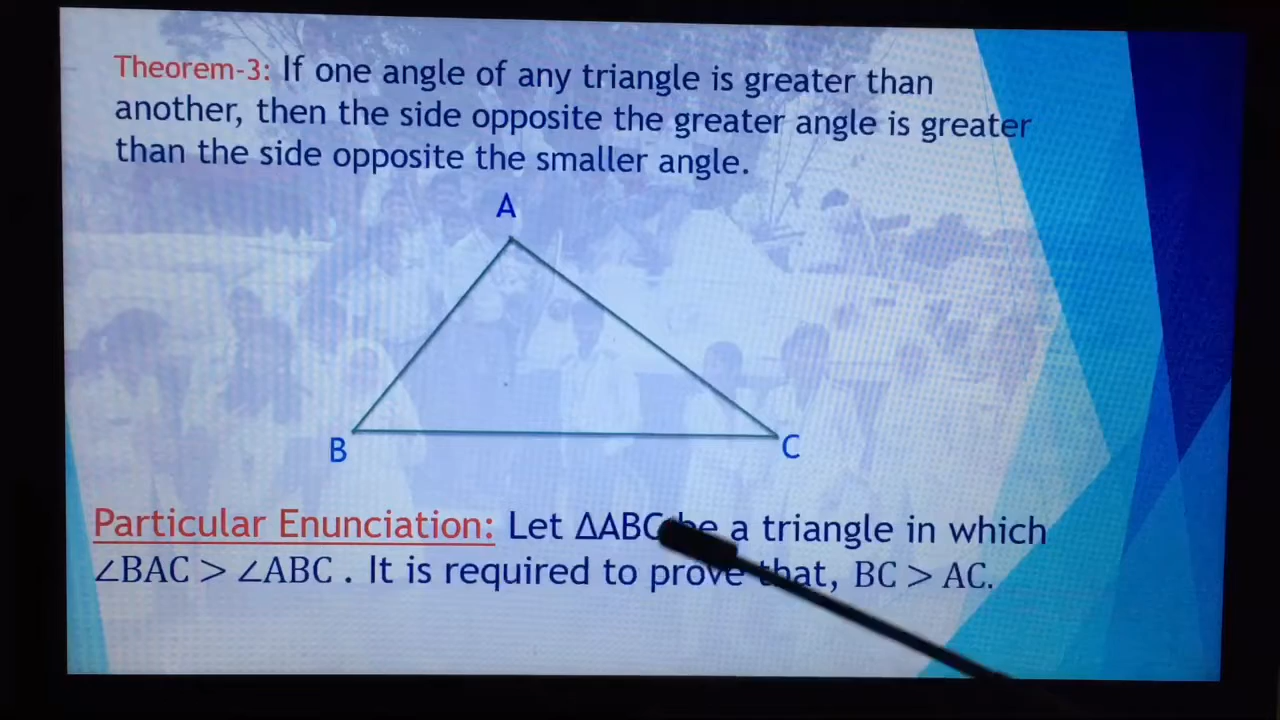 Theorem-3: If one angle of any triangle is greater than
another, then the side opposite the greater angle is greater
than the side opposite the smaller angle.
A
B
C
Particular Enunciation: Let ΔABC be a triangle in which
∠BAC > ∠ABC . It is required to prove that, BC > AC.